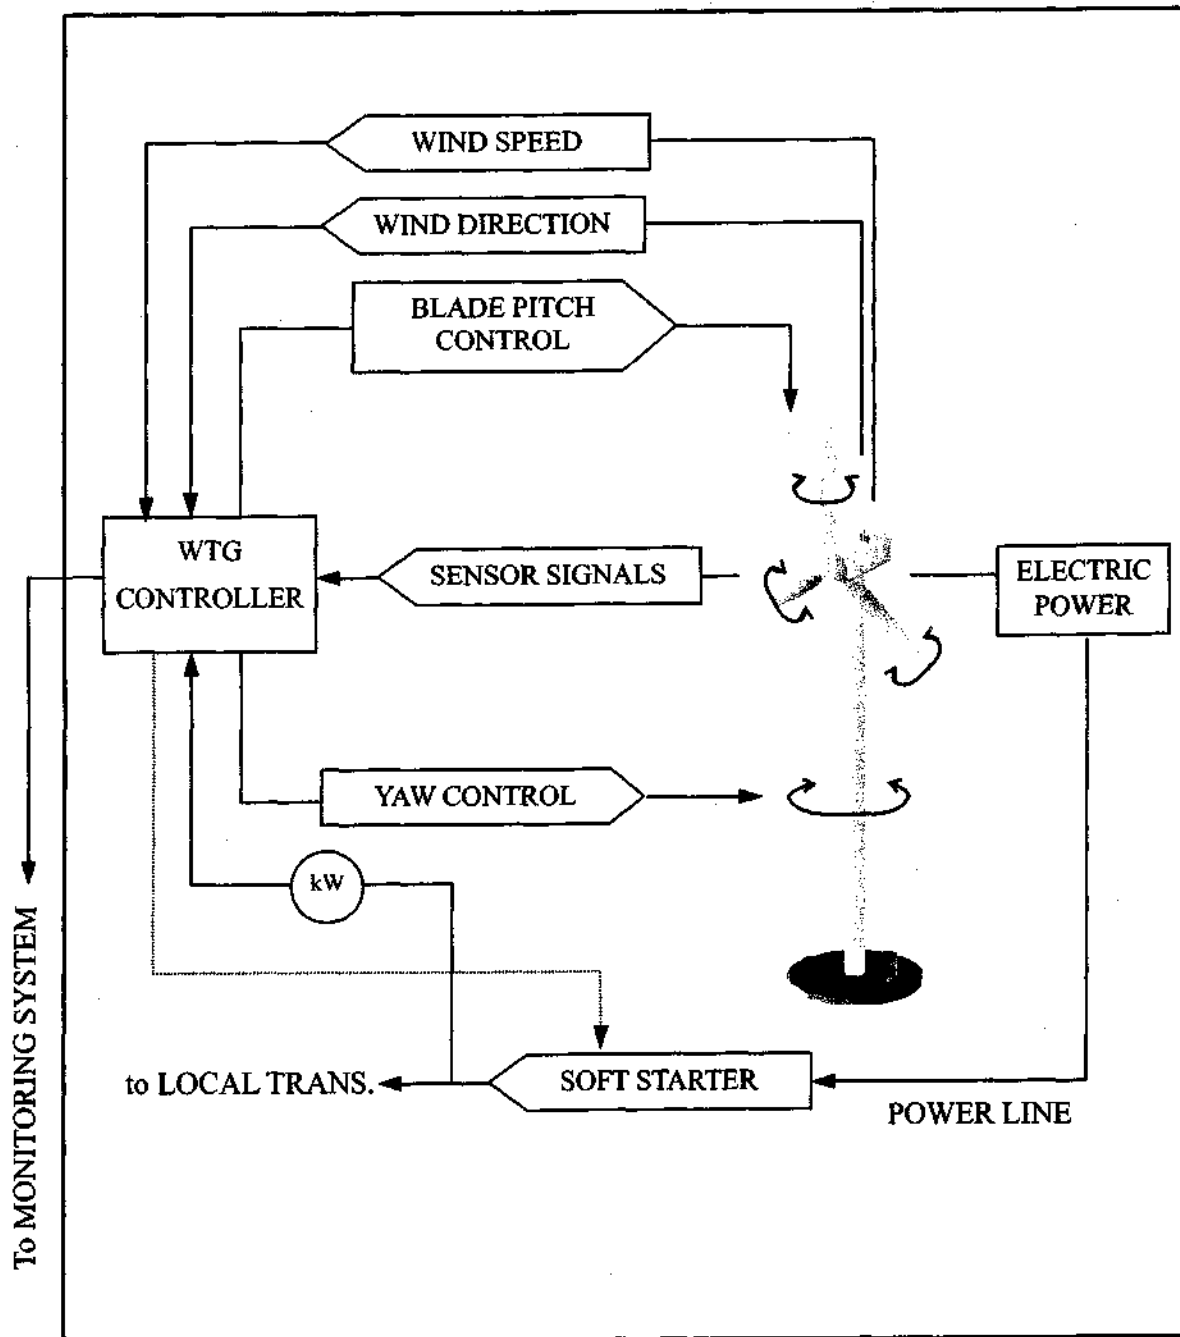 WIND SPEED
WIND DIRECTION
BLADE PITCH
CONTROL
WTG
CONTROLLER
SENSOR SIGNALS
ELECTRIC
POWER
YAW CONTROL
kW
To MONITORING SYSTEM
SOFT STARTER
to LOCAL TRANS.
POWER LINE